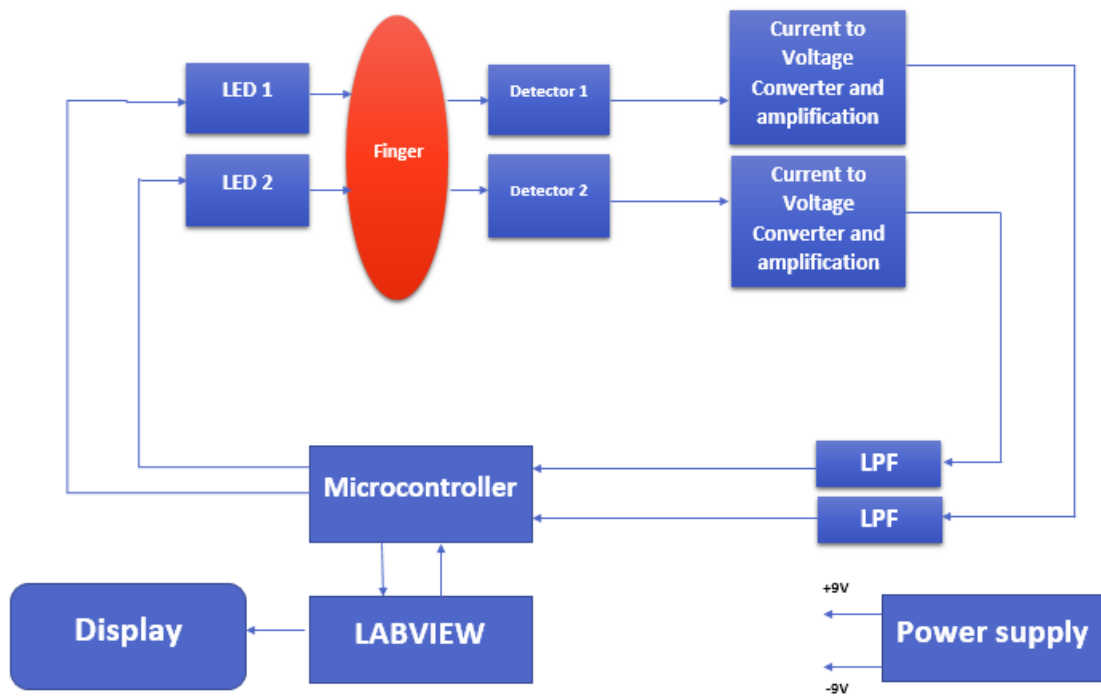 LED 1
Finger
Detector 1
Current to
Voltage
Converter and
amplification
LED 2
Detector 2
Current to
Voltage
Converter and
amplification
Microcontroller
LPF
LPF
Display
LABVIEW
+9V
-9V
Power supply